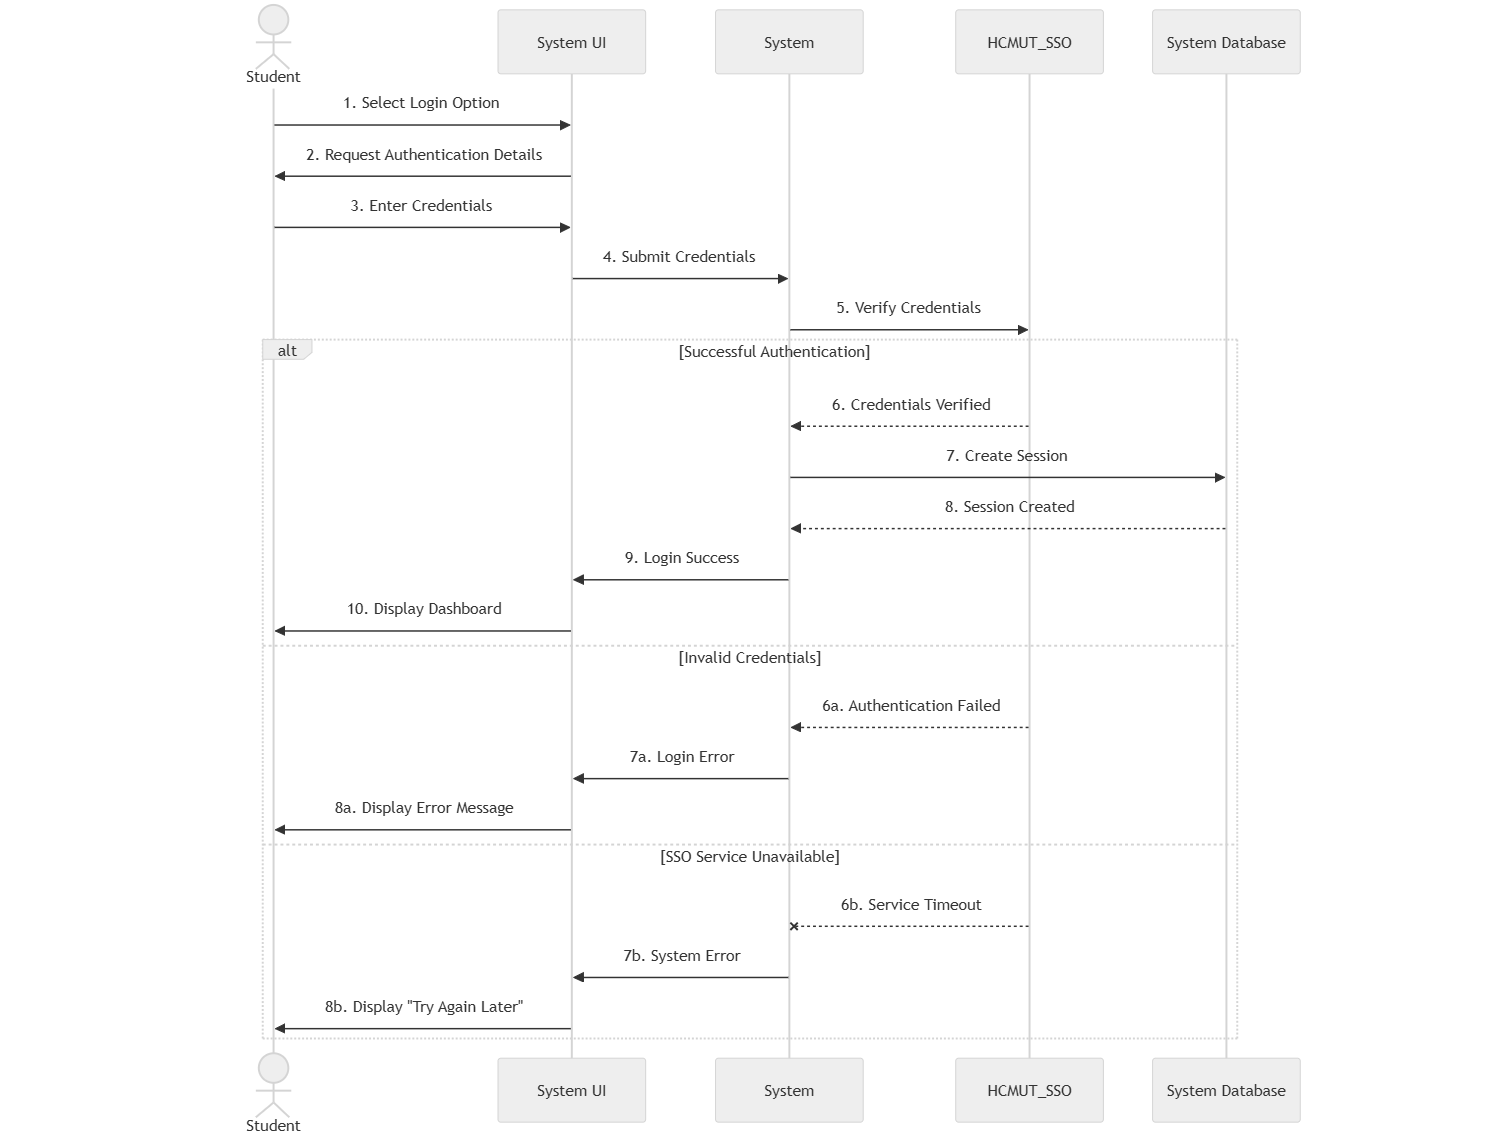 Student
System UI
System
HCMUT_SSO
System Database
1. Select Login Option
2. Request Authentication Details
3. Enter Credentials
4. Submit Credentials
5. Verify Credentials
alt
[Successful Authentication]
6. Credentials Verified
7. Create Session
8. Session Created
9. Login Success
10. Display Dashboard
[Invalid Credentials]
6a. Authentication Failed
7a. Login Error
8a. Display Error Message
[SSO Service Unavailable]
6b. Service Timeout
7b. System Error
8b. Display "Try Again Later"
Student
System UI
System
HCMUT_SSO
System Database